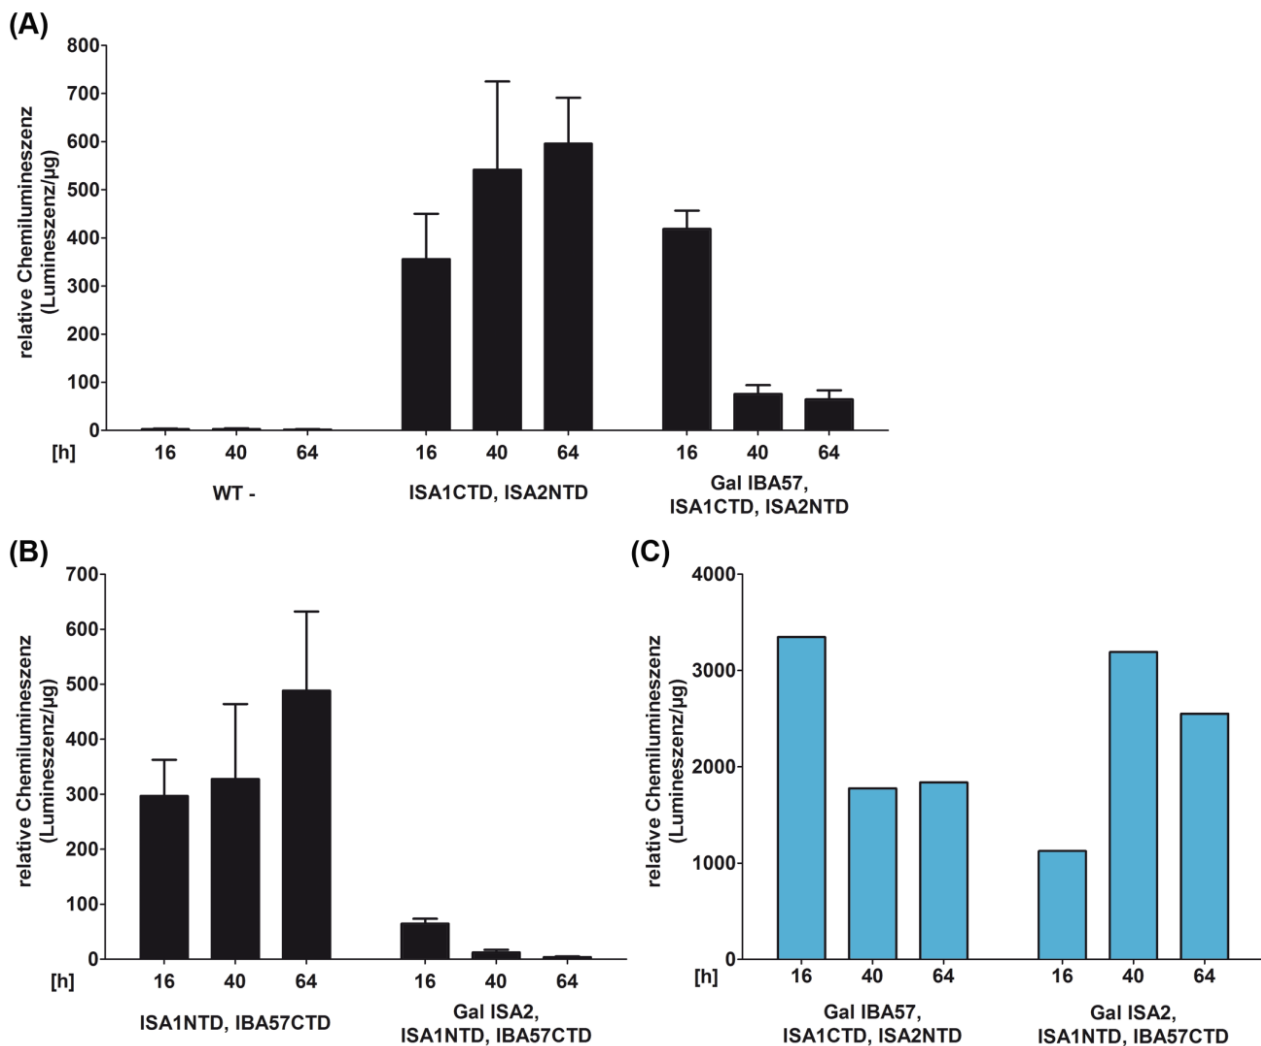 (A)
relative Chemilumineszenz
(Lumineszenz/µg)
800
700
600
500
400
300
200
100
0
[h] 16 40 64 16 40 64 16 40 64
WT -
ISA1CTD, ISA2NTD
Gal IBA57,
ISA1CTD, ISA2NTD
(B)
relative Chemilumineszenz
(Lumineszenz/µg)
700
600
500
400
300
200
100
0
[h] 16 40 64 16 40 64
ISA1NTD, IBA57CTD
Gal ISA2,
ISA1NTD, IBA57CTD
(C)
relative Chemilumineszenz
(Lumineszenz/µg)
4000
3000
2000
1000
0
[h] 16 40 64 16 40 64
Gal IBA57,
ISA1CTD, ISA2NTD
Gal ISA2,
ISA1NTD, IBA57CTD